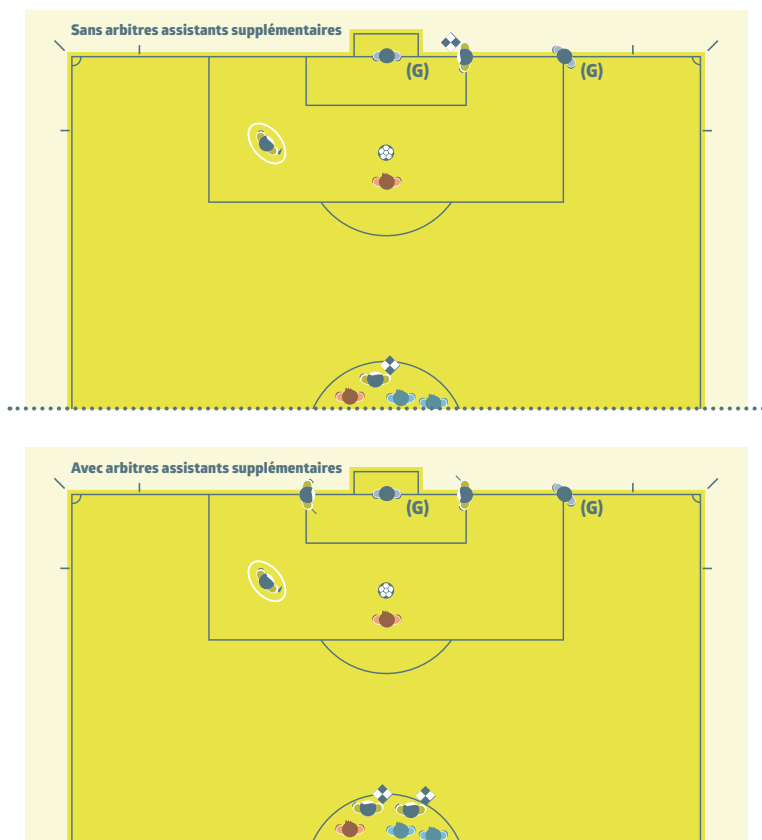 Sans arbitres assistants supplémentaires
(G)
(G)
Avec arbitres assistants supplémentaires
(G)
(G)